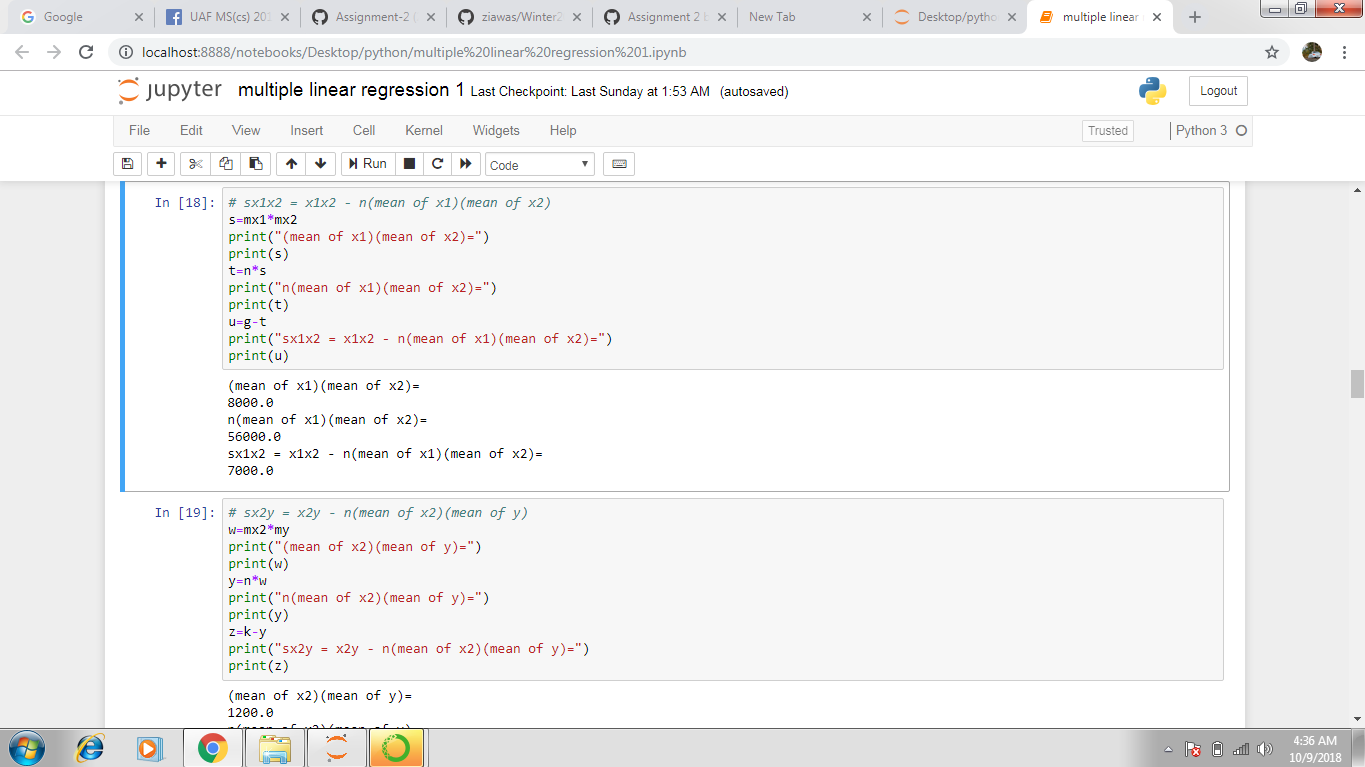 Google
UAF MS(cs) 201
Assignment-2 (
ziawas/Winter2
Assignment 2 b
New Tab
Desktop/pytho
multiple linear
localhost:8888/notebooks/Desktop/python/multiple%20linear%20regression%201.ipynb
jupyter multiple linear regression 1 Last Checkpoint: Last Sunday at 1:53 AM (autosaved)
Logout
File Edit View Insert Cell Kernel Widgets Help
Trusted
Python 3
Run
Code
In [18]:
# sx1x2 = x1x2 - n(mean of x1)(mean of x2)
s=mx1*mx2
print("(mean of x1)(mean of x2)=")
print(s)
t=n*s
print("n(mean of x1)(mean of x2)=")
print(t)
u=g-t
print("sx1x2 = x1x2 - n(mean of x1)(mean of x2)=")
print(u)
(mean of x1)(mean of x2)=
8000.0
n(mean of x1)(mean of x2)=
56000.0
sx1x2 = x1x2 - n(mean of x1)(mean of x2)=
7000.0
In [19]:
# sx2y = x2y - n(mean of x2)(mean of y)
w=mx2*my
print("(mean of x2)(mean of y)=")
print(w)
y=n*w
print("n(mean of x2)(mean of y)=")
print(y)
z=k-y
print("sx2y = x2y - n(mean of x2)(mean of y)=")
print(z)
(mean of x2)(mean of y)=
1200.0
4:36 AM
10/9/2018